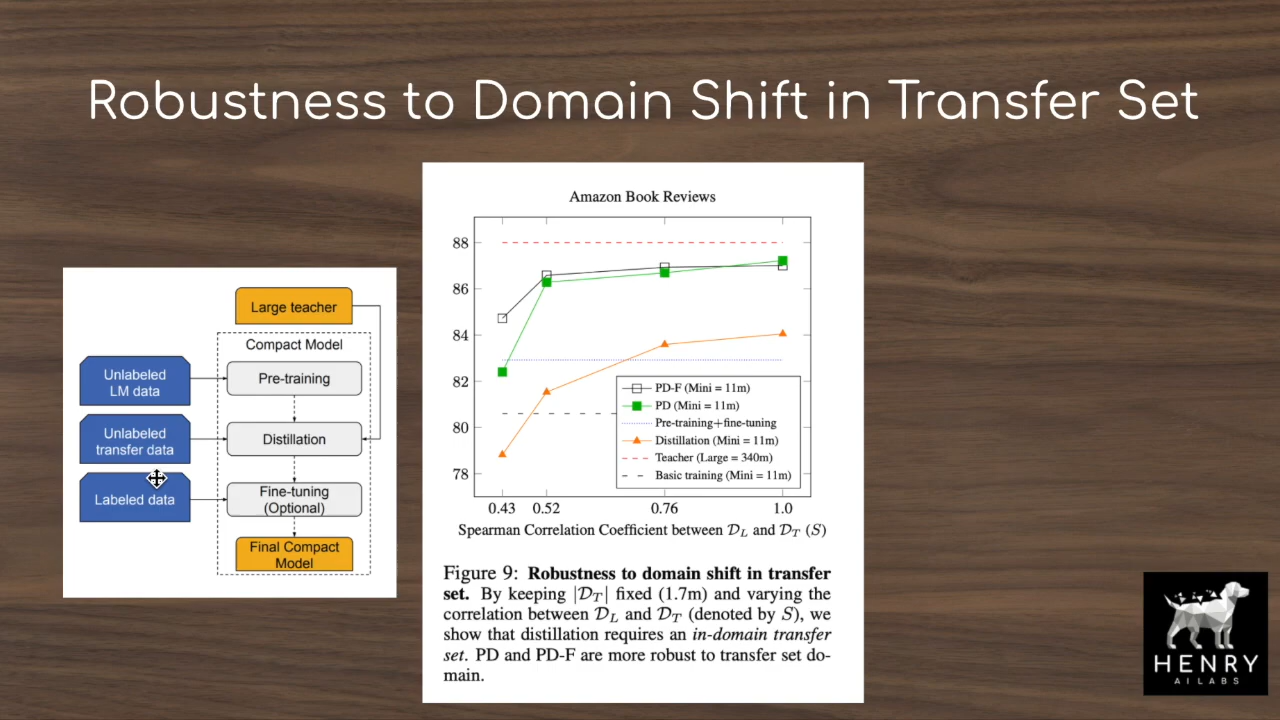 Robustness to Domain Shift in Transfer Set
Large teacher
Compact Model
Unlabeled
LM data
Pre-training
Unlabeled
transfer data
Distillation
Labeled data
Fine-tuning
(Optional)
Final Compact
Model
Amazon Book Reviews
88
86
84
82
80
78
PD-F (Mini = 11m)
PD (Mini = 11m)
Pre-training+fine-tuning
Distillation (Mini = 11m)
Teacher (Large = 340m)
Basic training (Mini = 11m)
0.43 0.52 0.76 1.0
Spearman Correlation Coefficient between 𝒟L and 𝒟T (S)
Figure 9: Robustness to domain shift in transfer
set. By keeping |𝒟T| fixed (1.7m) and varying the
correlation between 𝒟L and 𝒟T (denoted by S), we
show that distillation requires an in-domain transfer
set. PD and PD-F are more robust to transfer set do-
main.
HENRY
AI LABS